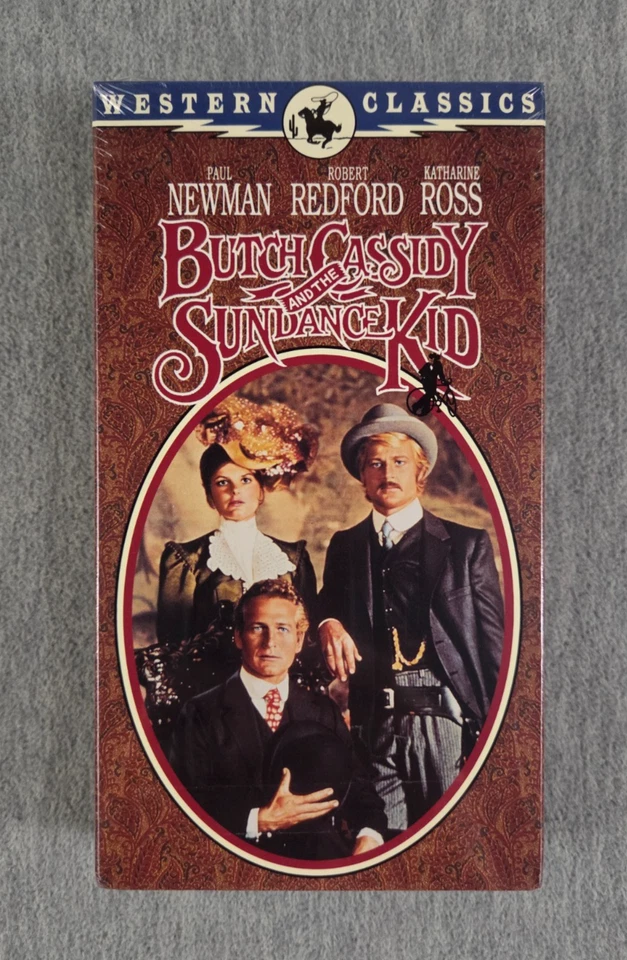 WESTERN CLASSICS
PAUL ROBERT KATHARINE
NEWMAN REDFORD ROSS
BUTCH CASSIDY
AND THE
SUNDANCE KID